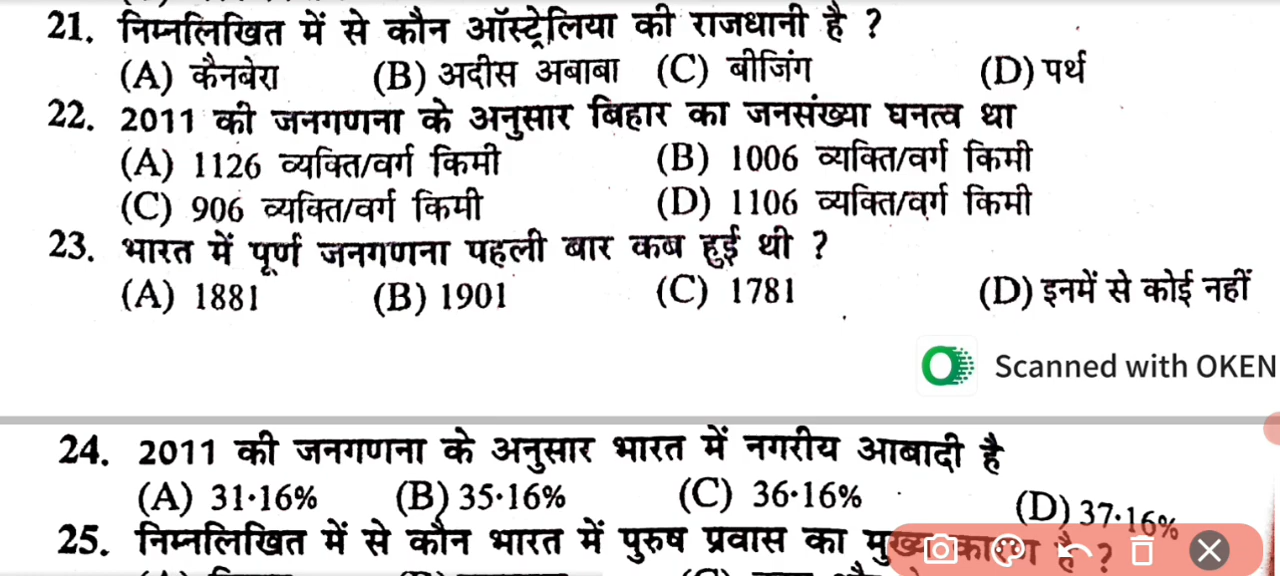 21. निम्नलिखित में से कौन ऑस्ट्रेलिया की राजधानी है ?
(A) कैनबेरा (B) अदीस अबाबा (C) बीजिंग (D) पर्थ
22. 2011 की जनगणना के अनुसार बिहार का जनसंख्या घनत्व था
(A) 1126 व्यक्ति/वर्ग किमी (B) 1006 व्यक्ति/वर्ग किमी
(C) 906 व्यक्ति/वर्ग किमी (D) 1106 व्यक्ति/वर्ग किमी
23. भारत में पूर्ण जनगणना पहली बार कब हुई थी ?
(A) 1881 (B) 1901 (C) 1781 (D) इनमें से कोई नहीं
Scanned with OKEN
24. 2011 की जनगणना के अनुसार भारत में नगरीय आबादी है
(A) 31·16% (B) 35·16% (C) 36·16% (D) 37·16%
25. निम्नलिखित में से कौन भारत में पुरुष प्रवास का मुख्य कारण है ?